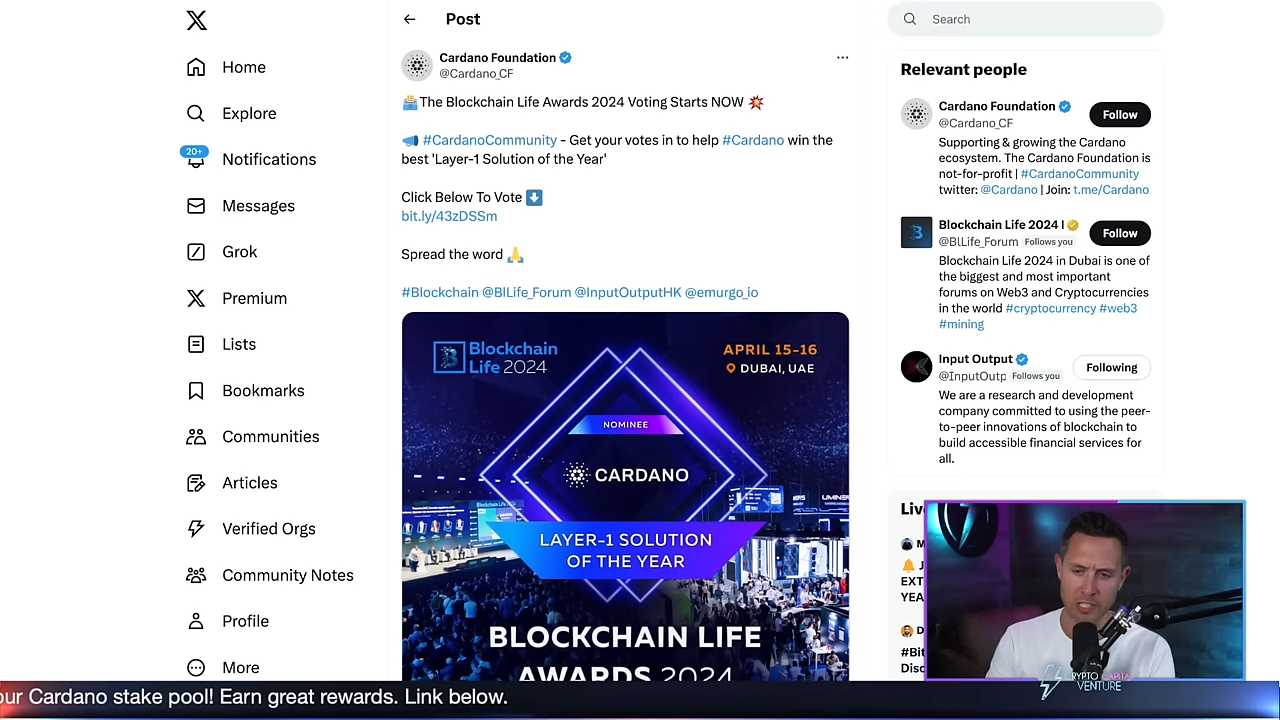 Home
Explore
20+
Notifications
Messages
Grok
Premium
Lists
Bookmarks
Communities
Articles
Verified Orgs
Community Notes
Profile
More
Post
Cardano Foundation
@Cardano_CF
The Blockchain Life Awards 2024 Voting Starts NOW
#CardanoCommunity - Get your votes in to help #Cardano win the
best 'Layer-1 Solution of the Year'
Click Below To Vote
bit.ly/43zDSSm
Spread the word
#Blockchain @BlLife_Forum @InputOutputHK @emurgo_io
Blockchain
Life 2024
APRIL 15-16
DUBAI, UAE
NOMINEE
CARDANO
LAYER-1 SOLUTION
OF THE YEAR
BLOCKCHAIN LIFE
AWARDS 2024
Search
Relevant people
Cardano Foundation
@Cardano_CF
Follow
Supporting & growing the Cardano
ecosystem. The Cardano Foundation is
not-for-profit | #CardanoCommunity
twitter: @Cardano | Join: t.me/Cardano
Blockchain Life 2024 |
@BlLife_Forum Follows you
Follow
Blockchain Life 2024 in Dubai is one of
the biggest and most important
forums on Web3 and Cryptocurrencies
in the world #cryptocurrency #web3
#mining
Input Output
@InputOutp Follows you
Following
We are a research and development
company committed to using the peer-
to-peer innovations of blockchain to
build accessible financial services for
all.
Liv
EXT
YEA
#Bit
Disc
CRYPTO CAPITAL
VENTURE
our Cardano stake pool! Earn great rewards. Link below.